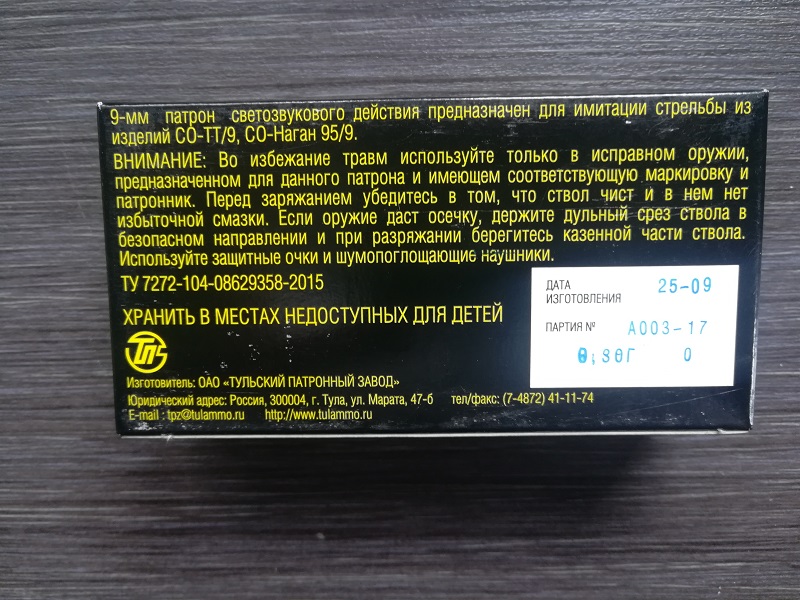 9-мм патрон светозвукового действия предназначен для имитации стрельбы из
изделий СО-ТТ/9, СО-Наган 95/9.
ВНИМАНИЕ: Во избежание травм используйте только в исправном оружии,
предназначенном для данного патрона и имеющем соответствующую маркировку и
патронник. Перед заряжанием убедитесь в том, что ствол чист и в нем нет
избыточной смазки. Если оружие даст осечку, держите дульный срез ствола в
безопасном направлении и при разряжании берегитесь казенной части ствола.
Используйте защитные очки и шумопоглощающие наушники.
ТУ 7272-104-08629358-2015
ХРАНИТЬ В МЕСТАХ НЕДОСТУПНЫХ ДЛЯ ДЕТЕЙ
ДАТА 25-09
ИЗГОТОВЛЕНИЯ
ПАРТИЯ № А003-17
0
ТПЗ
Изготовитель: ОАО «ТУЛЬСКИЙ ПАТРОННЫЙ ЗАВОД»
Юридический адрес: Россия, 300004, г. Тула, ул. Марата, 47-б тел/факс: (7-4872) 41-11-74
E-mail : tpz@tulammo.ru http://www.tulammo.ru